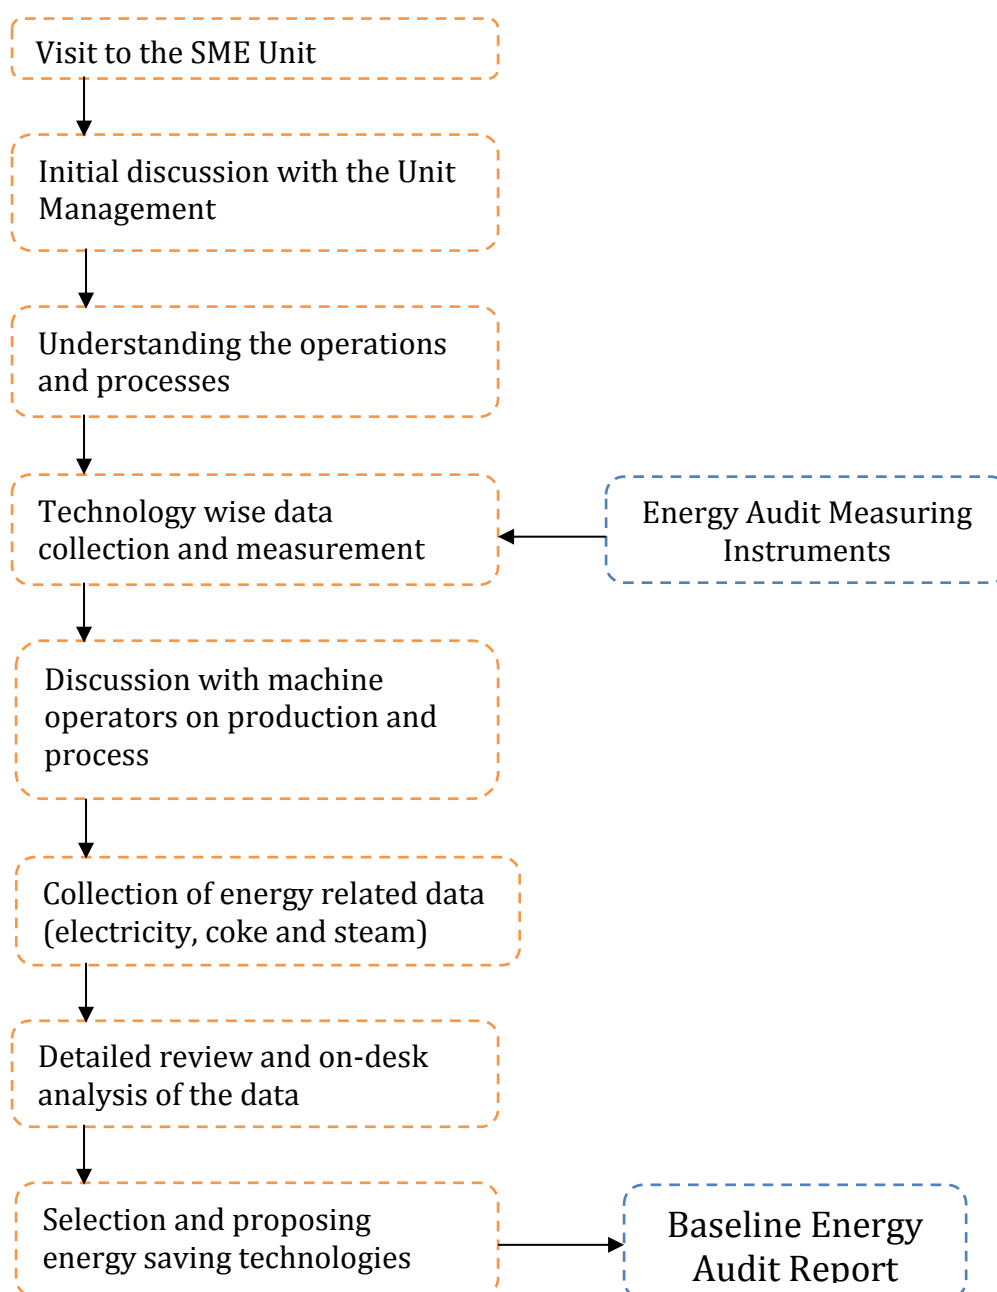 Visit to the SME Unit
Initial discussion with the Unit
Management
Understanding the operations
and processes
Technology wise data
collection and measurement
Energy Audit Measuring
Instruments
Discussion with machine
operators on production and
process
Collection of energy related data
(electricity, coke and steam)
Detailed review and on-desk
analysis of the data
Selection and proposing
energy saving technologies
Baseline Energy
Audit Report